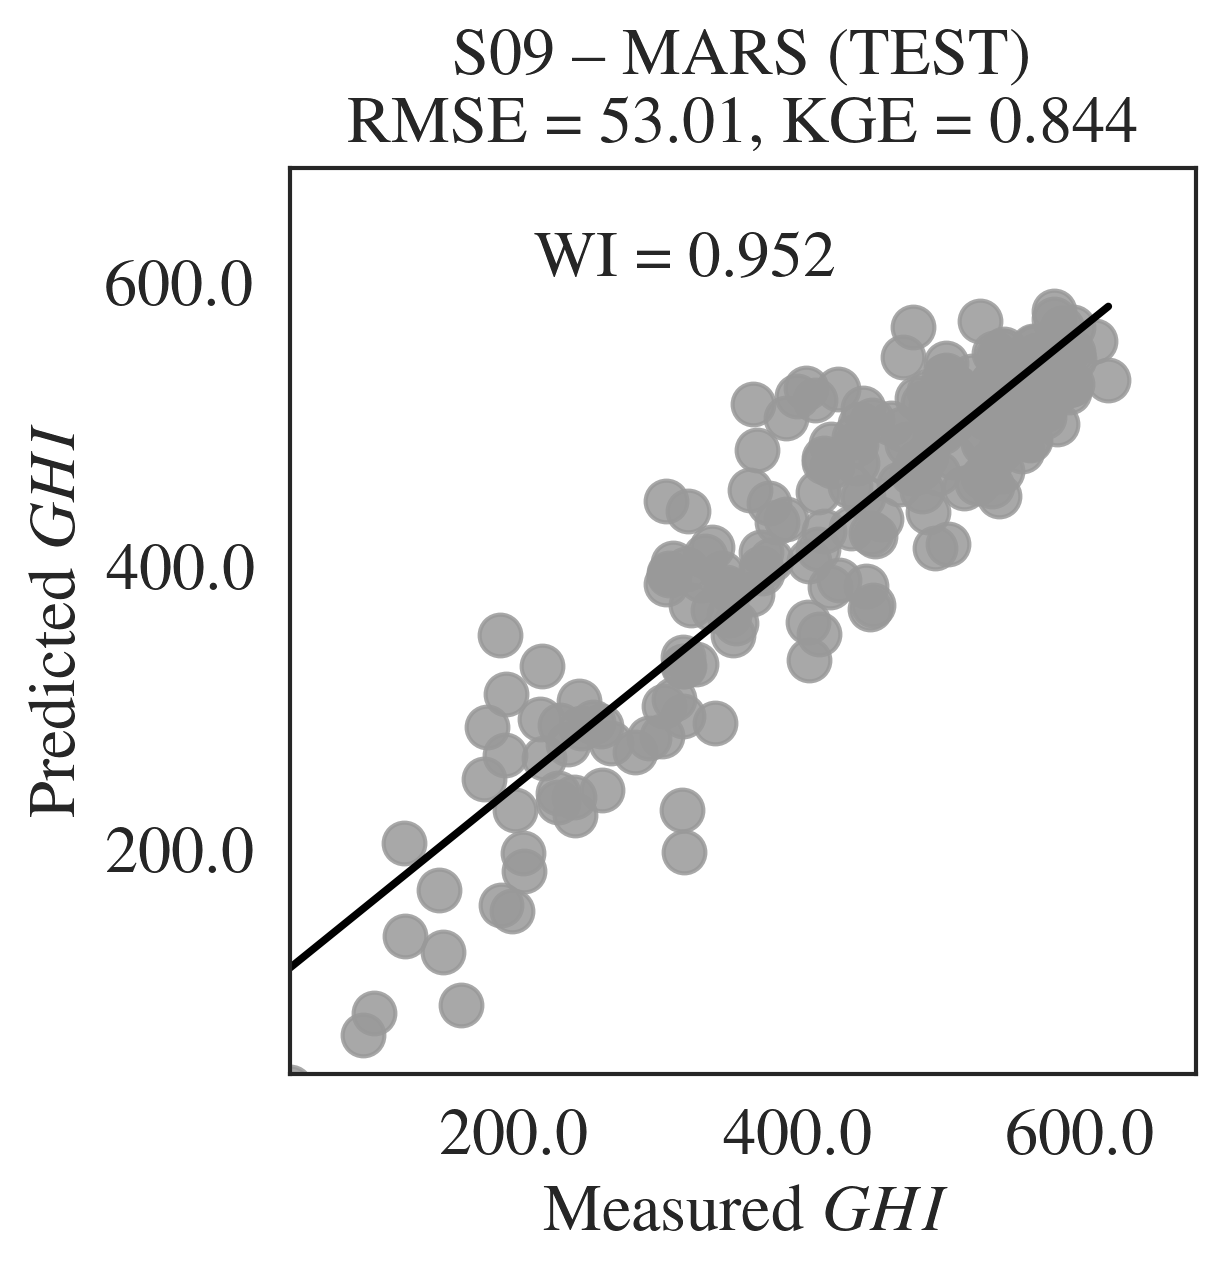 S09 – MARS (TEST)
RMSE = 53.01, KGE = 0.844
WI = 0.952
600.0
400.0
200.0
Predicted GHI
200.0 400.0 600.0
Measured GHI